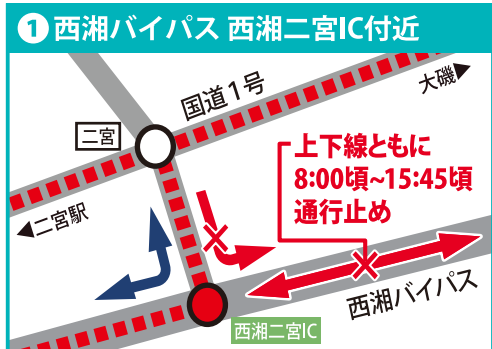 1 西湘バイパス 西湘二宮IC付近
国道1号
大磯▶
二宮
◀二宮駅
上下線ともに
8:00頃~15:45頃
通行止め
西湘バイパス
西湘二宮IC